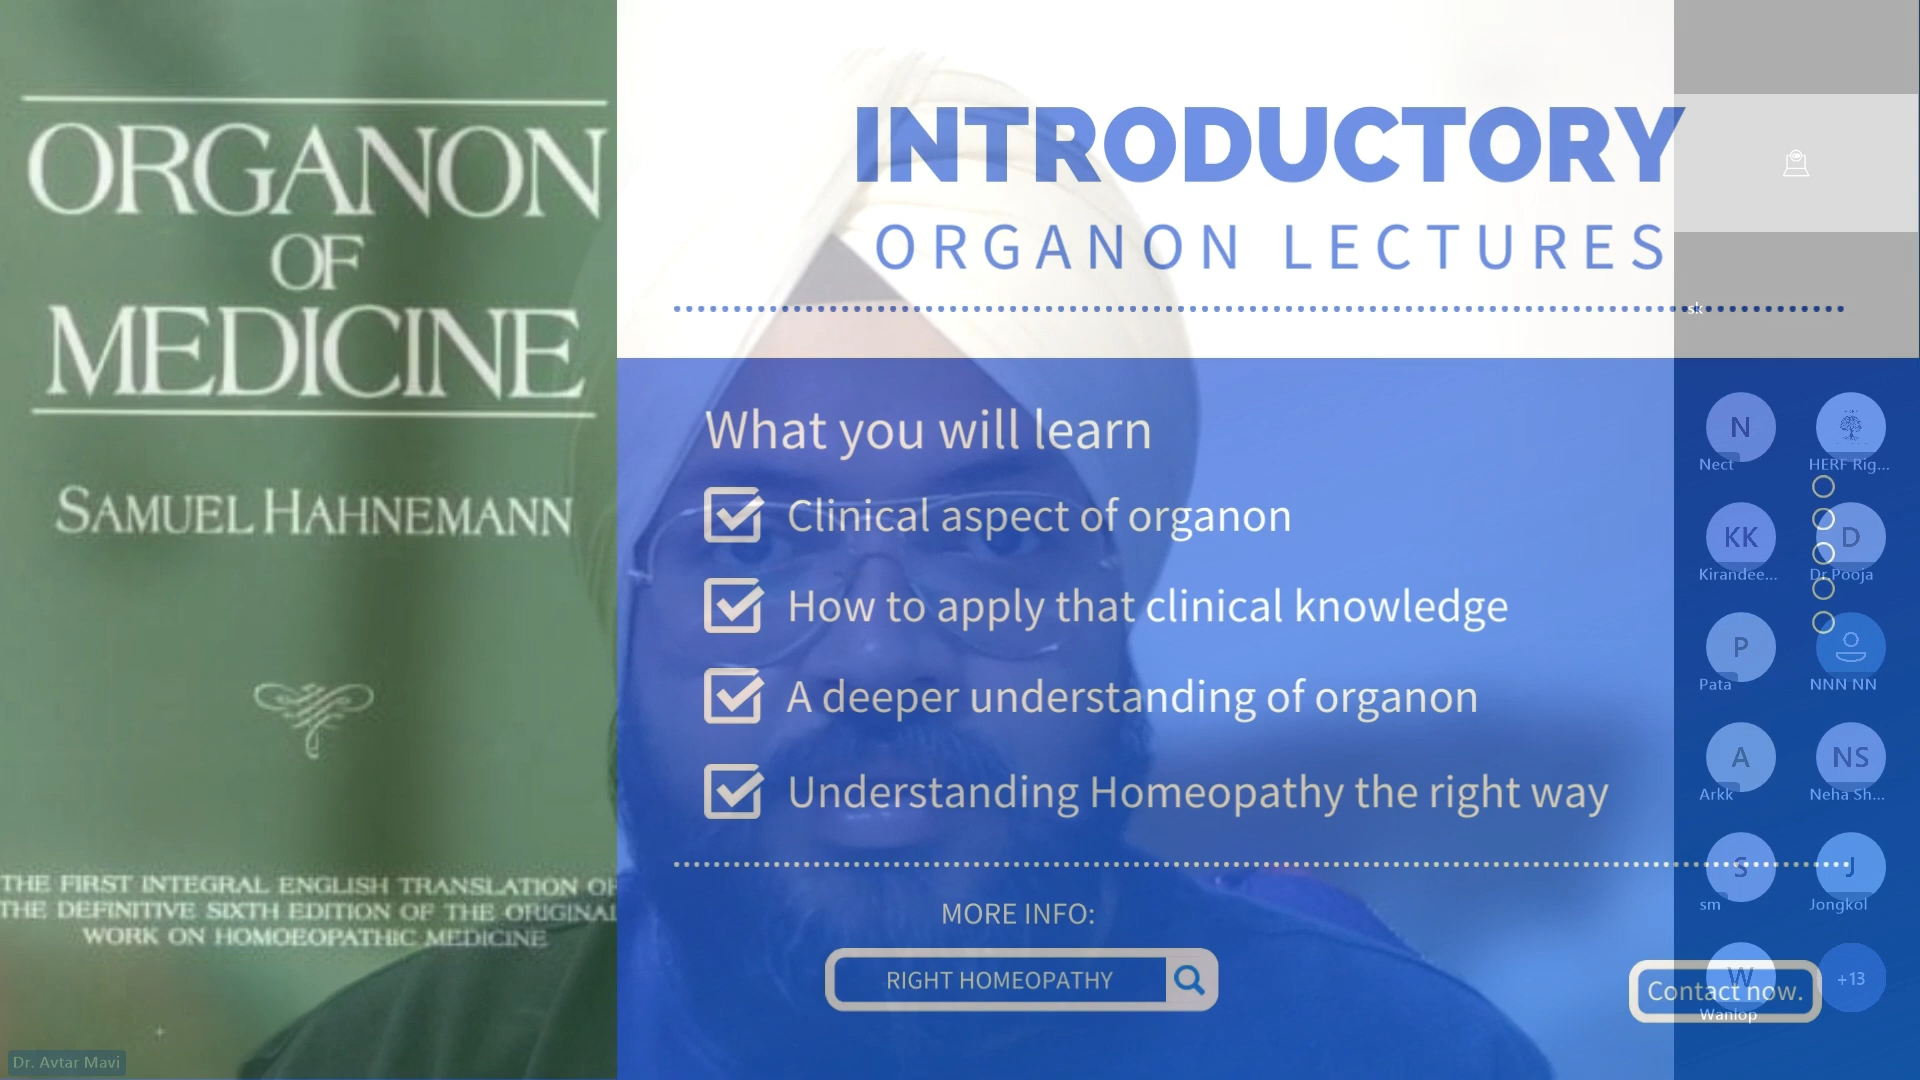 ORGANON
OF
MEDICINE
SAMUEL HAHNEMANN
THE FIRST INTEGRAL ENGLISH TRANSLATION OF
THE DEFINITIVE SIXTH EDITION OF THE ORIGINAL
WORK ON HOMOEOPATHIC MEDICINE
Dr. Avtar Mavi
INTRODUCTORY
ORGANON LECTURES
What you will learn
Clinical aspect of organon
How to apply that clinical knowledge
A deeper understanding of organon
Understanding Homeopathy the right way
MORE INFO:
RIGHT HOMEOPATHY
Contact now.
sk
N
Nect
HERF Rig...
KK
Kirandee...
D
Dr.Pooja
P
Pata
NNN NN
A
Arkk
NS
Neha Sh...
S
sm
J
Jongkol
W
Wanlop
+13